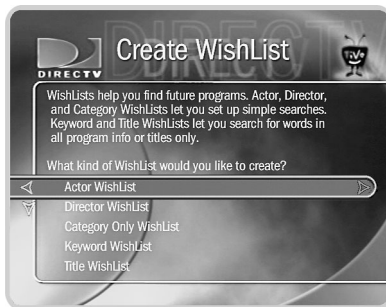 DIRECTV
Create WishList
TiVo
WishLists help you find future programs. Actor, Director,
and Category WishLists let you set up simple searches.
Keyword and Title WishLists let you search for words in
all program info or titles only.
What kind of WishList would you like to create?
Actor WishList
Director WishList
Category Only WishList
Keyword WishList
Title WishList